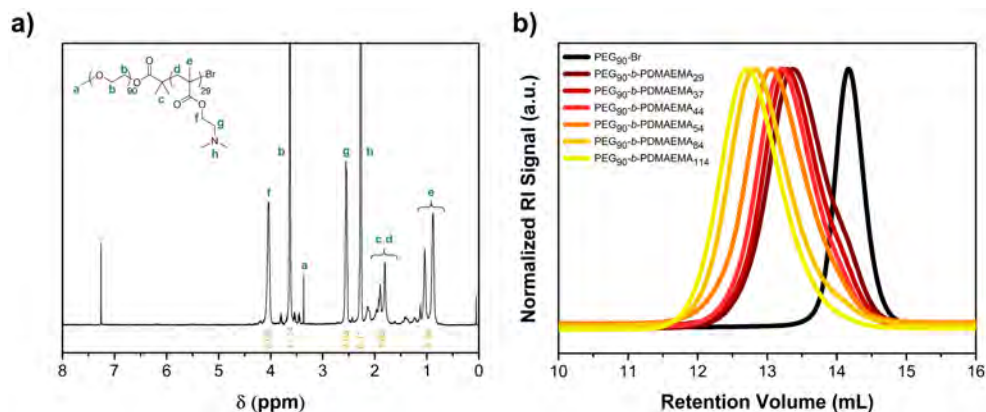 a)
a
O
b
b
O
90
O
c
d
e
Br
29
O
O
f
g
N
h
b
f
g
h
a
c d
e
8 7 6 5 4 3 2 1 0
δ (ppm)
b)
PEG90-Br
PEG90-b-PDMAEMA29
PEG90-b-PDMAEMA37
PEG90-b-PDMAEMA44
PEG90-b-PDMAEMA54
PEG90-b-PDMAEMA84
PEG90-b-PDMAEMA114
Normalized RI Signal (a.u.)
10 11 12 13 14 15 16
Retention Volume (mL)